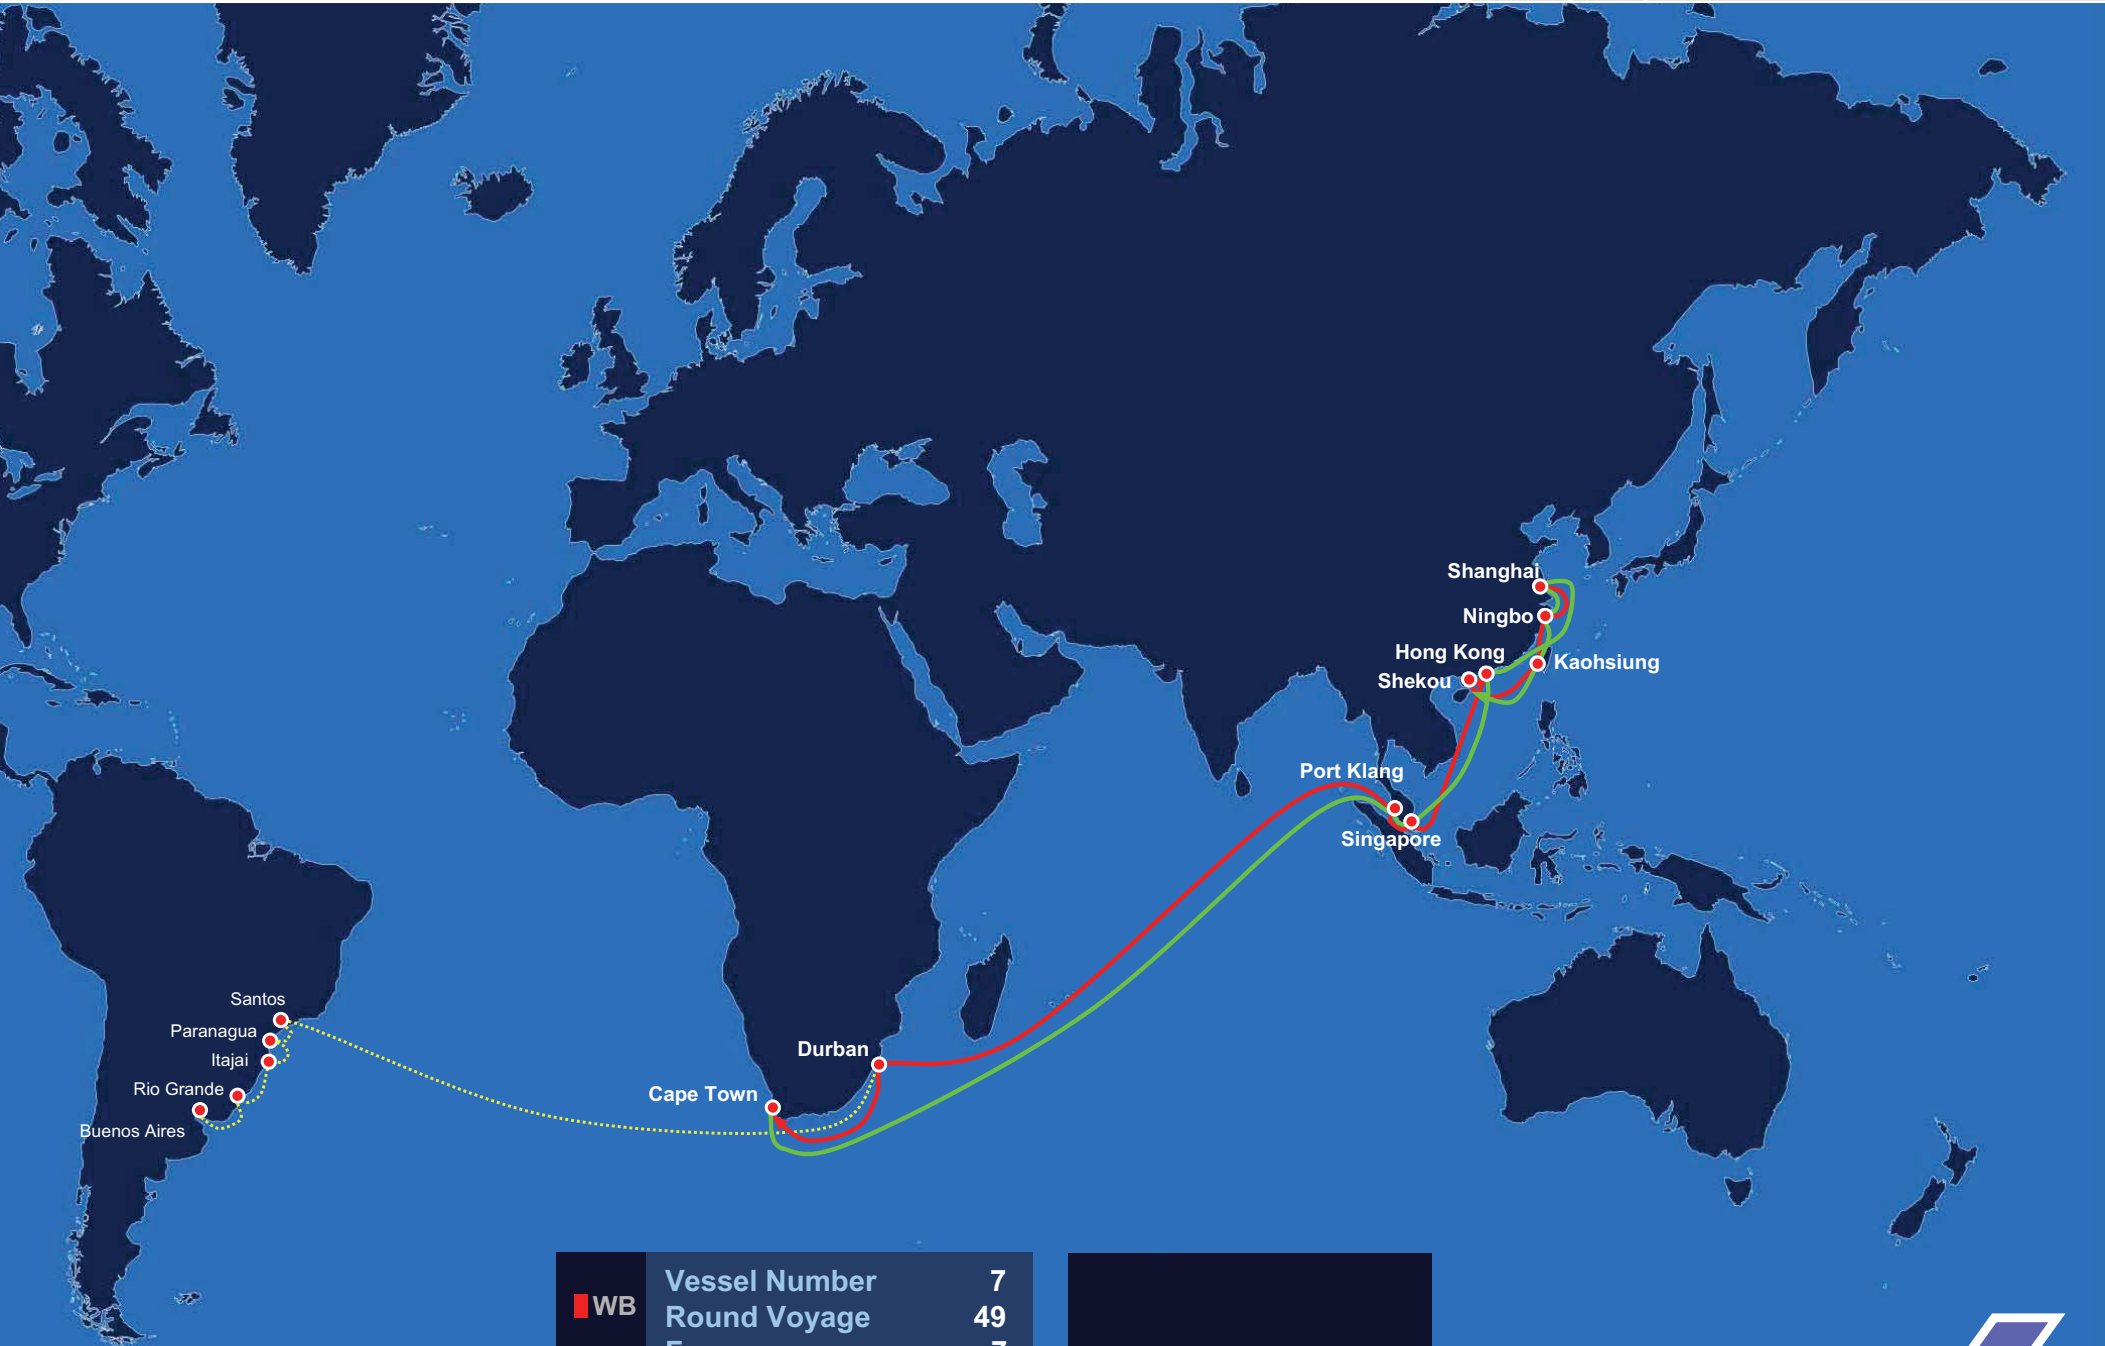 Shanghai
Ningbo
Hong Kong
Kaohsiung
Shekou
Port Klang
Singapore
Santos
Paranagua
Itajai
Durban
Rio Grande
Cape Town
Buenos Aires
WB
Vessel Number 7
Round Voyage 49
7